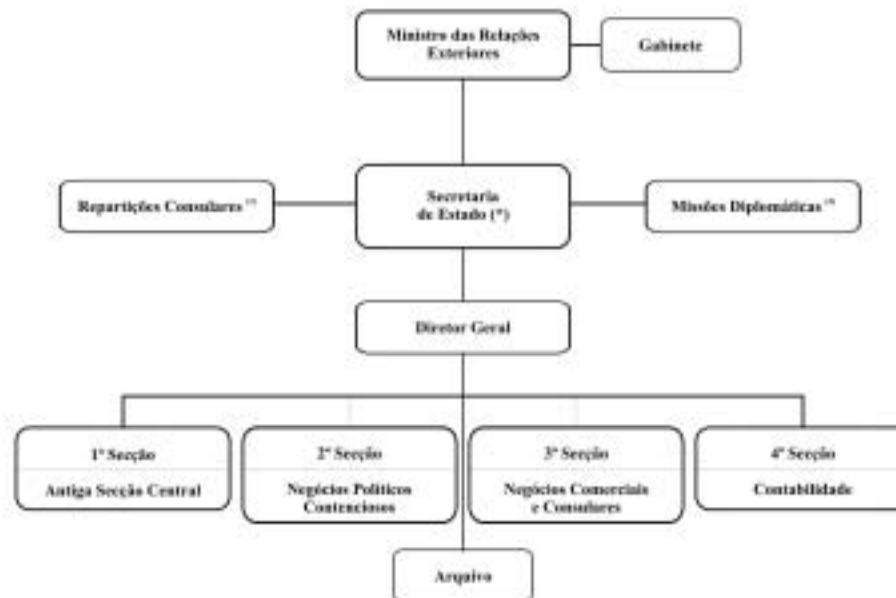 Ministro das Relações
Exteriores
Gabinete
Repartições Consulares
Secretaria
de Estado (*)
Missões Diplomáticas
Diretor Geral
1ª Secção
Antiga Secção Central
2ª Secção
Negócios Políticos
Contenciosos
3ª Secção
Negócios Comerciais
e Consulares
4ª Secção
Contabilidade
Arquivo